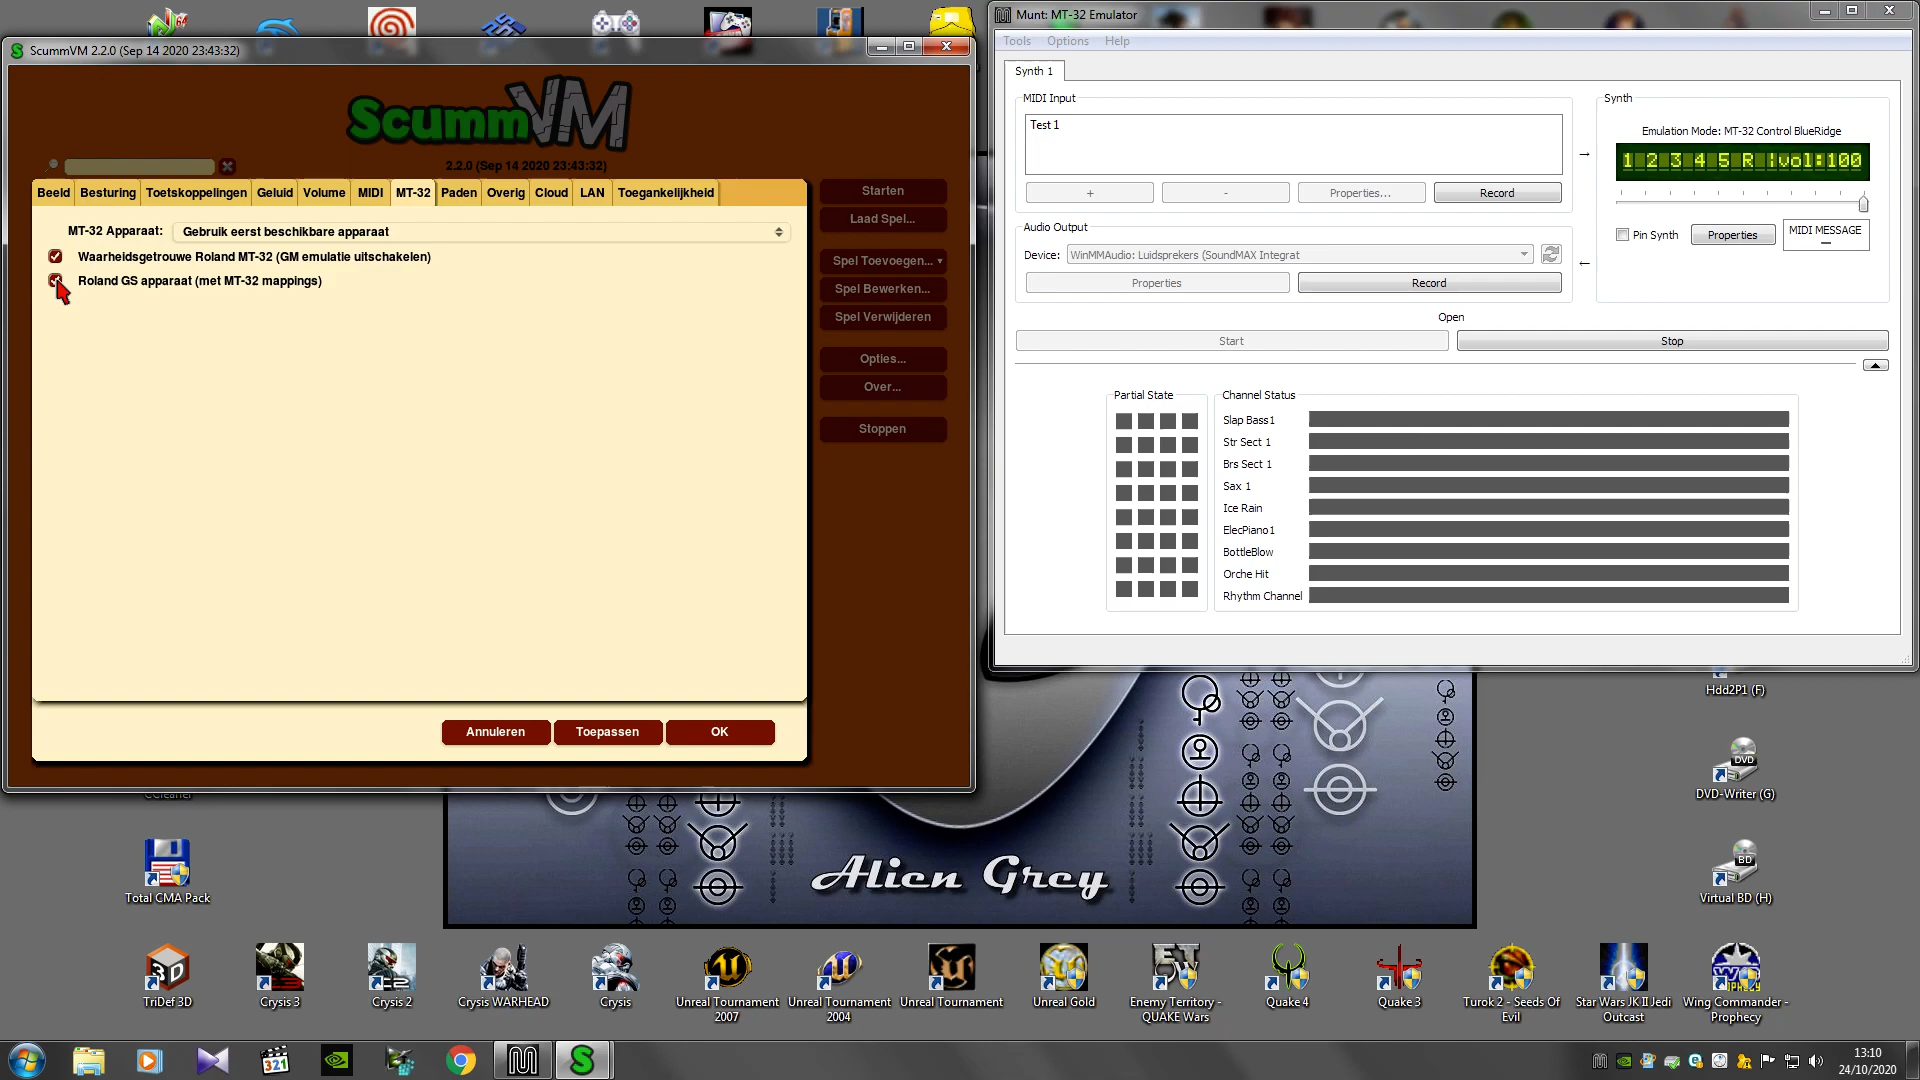 ScummVM 2.2.0 (Sep 14 2020 23:43:32)
ScummVM
2.2.0 (Sep 14 2020 23:43:32)
Beeld
Besturing
Toetskoppelingen
Geluid
Volume
MIDI
MT-32
Paden
Overig
Cloud
LAN
Toegankelijkheid
MT-32 Apparaat:
Gebruik eerst beschikbare apparaat
Waarheidsgetrouwe Roland MT-32 (GM emulatie uitschakelen)
Roland GS apparaat (met MT-32 mappings)
Annuleren
Toepassen
OK
Starten
Laad Spel...
Spel Toevoegen...
Spel Bewerken...
Spel Verwijderen
Opties...
Over...
Stoppen
Munt: MT-32 Emulator
Tools
Options
Help
Synth 1
MIDI Input
Test 1
+
-
Properties...
Record
Audio Output
Device:
WinMMAudio: Luidsprekers (SoundMAX Integrat
Properties
Record
Synth
Emulation Mode: MT-32 Control BlueRidge
1 2 3 4 5 R |vol:100
Pin Synth
Properties
MIDI MESSAGE
Open
Start
Stop
Partial State
Channel Status
Slap Bass1
Str Sect 1
Brs Sect 1
Sax 1
Ice Rain
ElecPiano1
BottleBlow
Orche Hit
Rhythm Channel
Hdd2P1 (F)
DVD
DVD-Writer (G)
BD
Virtual BD (H)
CCleaner
Total CMA Pack
Alien Grey
TriDef 3D
Crysis 3
Crysis 2
Crysis WARHEAD
Crysis
Unreal Tournament
2007
Unreal Tournament
2004
Unreal Tournament
Unreal Gold
Enemy Territory -
QUAKE Wars
Quake 4
Quake 3
Turok 2 - Seeds Of
Evil
Star Wars JK II Jedi
Outcast
Wing Commander -
Prophecy
321
13:10
24/10/2020